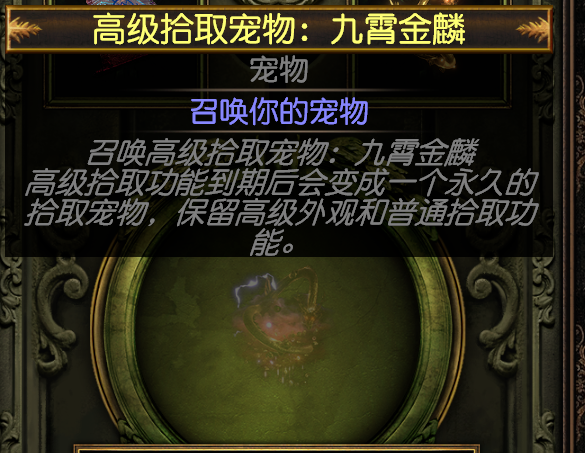 高级拾取宠物：九霄金麟
宠物
召唤你的宠物
召唤高级拾取宠物：九霄金麟
高级拾取功能到期后会变成一个永久的
拾取宠物，保留高级外观和普通拾取功
能。